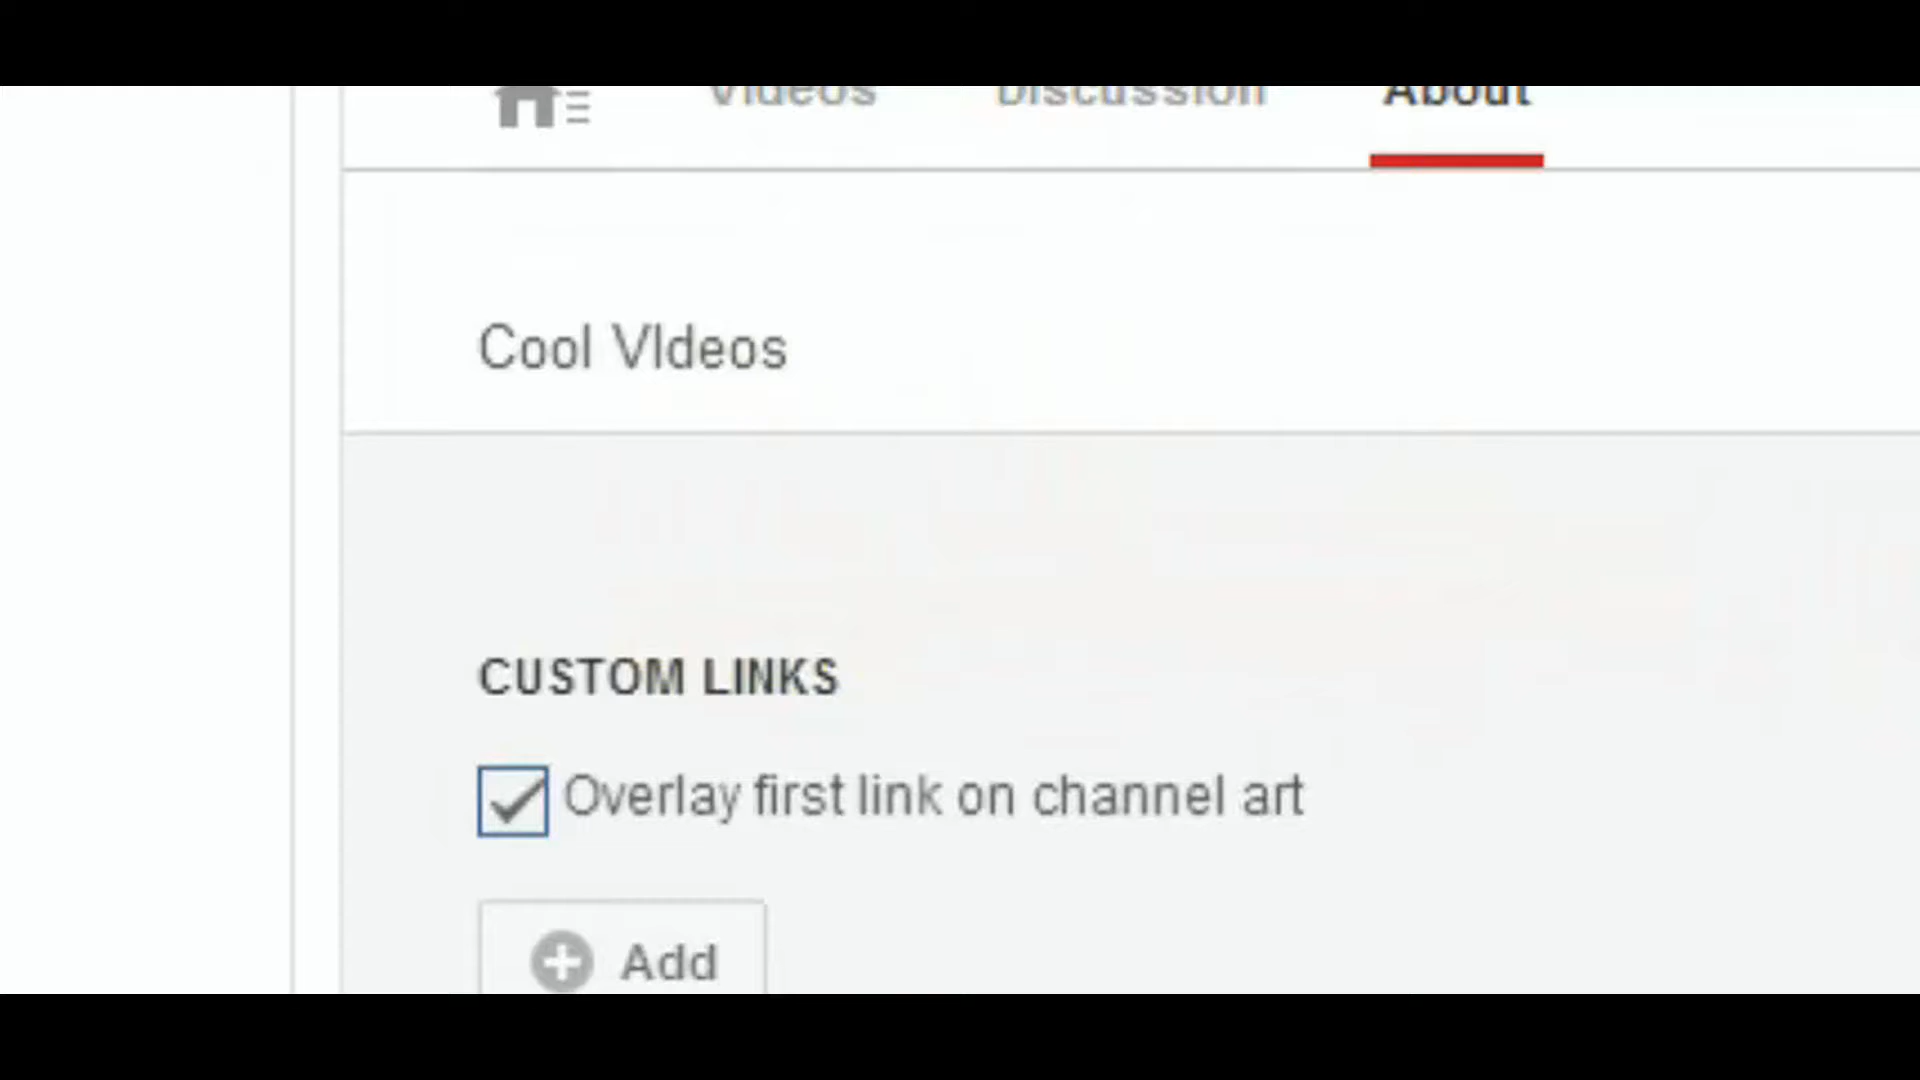 Videos Discussion About
Cool VIdeos
CUSTOM LINKS
Overlay first link on channel art
Add